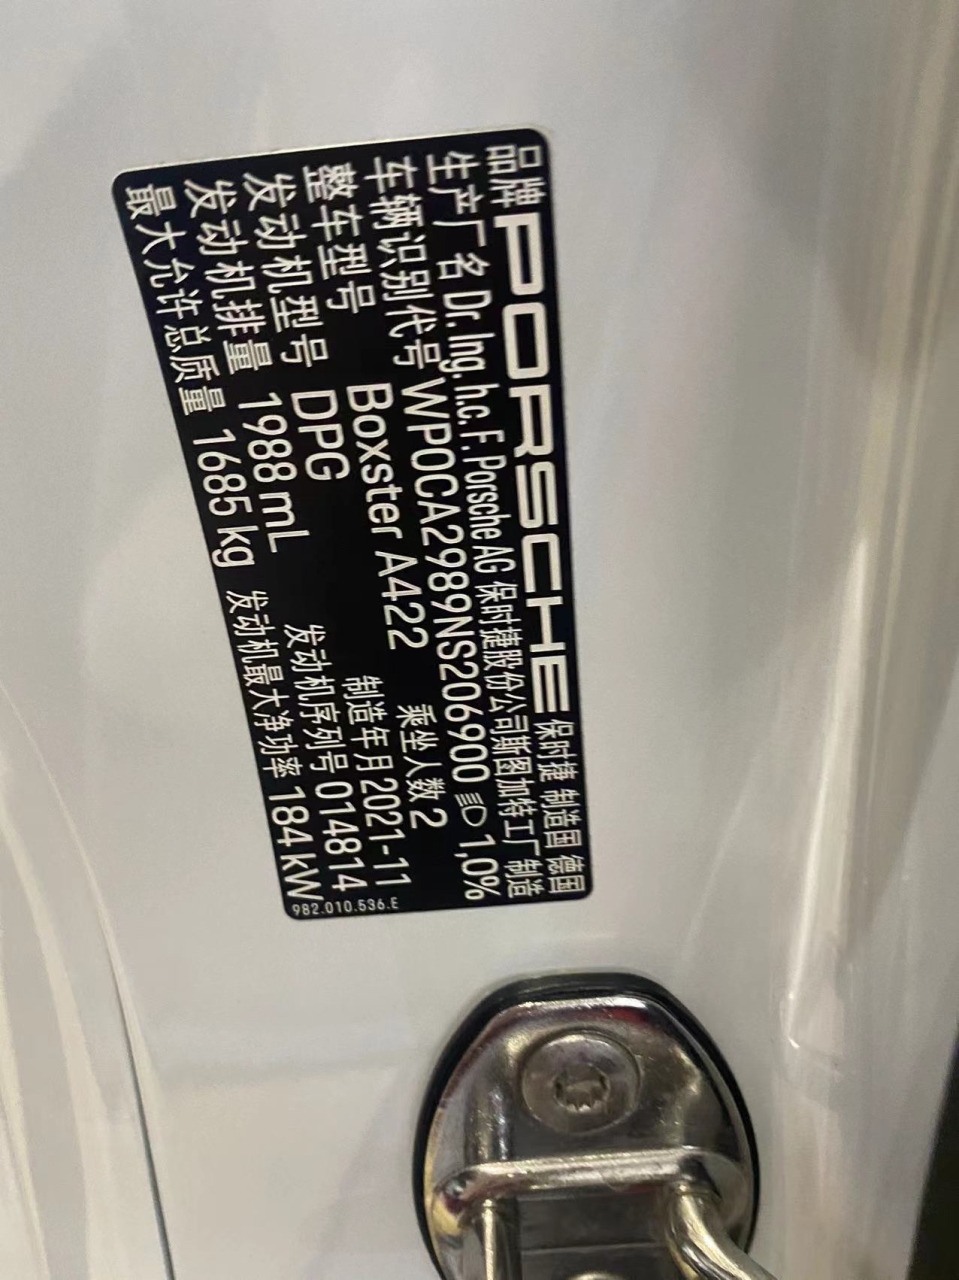 品牌 PORSCHE 保时捷 制造国 德国
生产厂名 Dr. Ing. h.c. F. Porsche AG 保时捷股份公司斯图加特工厂制造
车辆识别代号 WP0CA2989NS206900 1,0%
整车型号 Boxster A422 乘坐人数 2
发动机型号 DPG 制造年月 2021-11
发动机排量 1988 mL 发动机序列号 014814
最大允许总质量 1685 kg 发动机最大净功率 184 kW
982.010.536.E